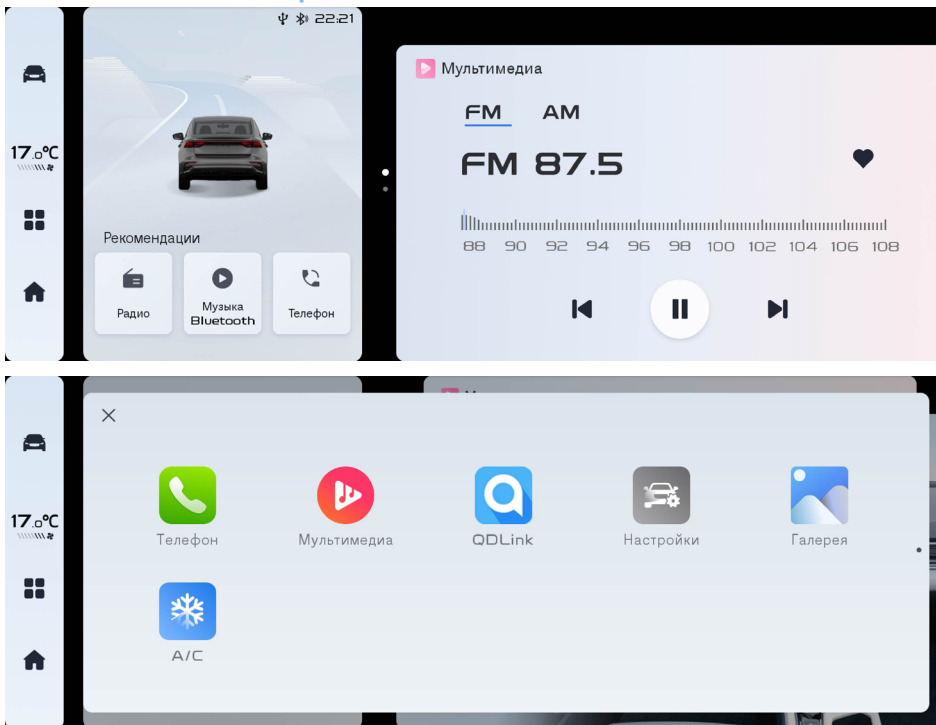 22:21
Мультимедиа
FM AM
17.0°C
FM 87.5
Рекомендации
88 90 92 94 96 98 100 102 104 106 108
Радио
Музыка
Bluetooth
Телефон
17.0°C
Телефон
Мультимедиа
QDLink
Настройки
Галерея
A/C